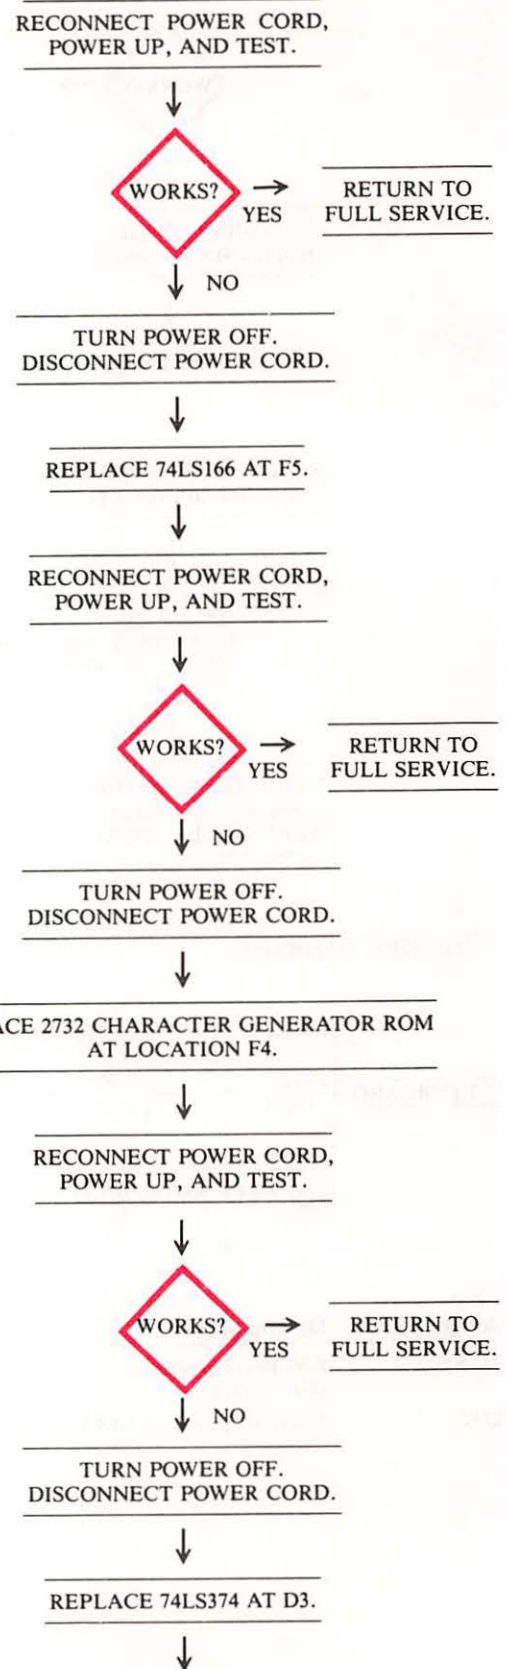 RECONNECT POWER CORD,
POWER UP, AND TEST.
WORKS?
YES
RETURN TO
FULL SERVICE.
NO
TURN POWER OFF.
DISCONNECT POWER CORD.
REPLACE 74LS166 AT F5.
RECONNECT POWER CORD,
POWER UP, AND TEST.
WORKS?
YES
RETURN TO
FULL SERVICE.
NO
TURN POWER OFF.
DISCONNECT POWER CORD.
ACE 2732 CHARACTER GENERATOR ROM
AT LOCATION F4.
RECONNECT POWER CORD,
POWER UP, AND TEST.
WORKS?
YES
RETURN TO
FULL SERVICE.
NO
TURN POWER OFF.
DISCONNECT POWER CORD.
REPLACE 74LS374 AT D3.